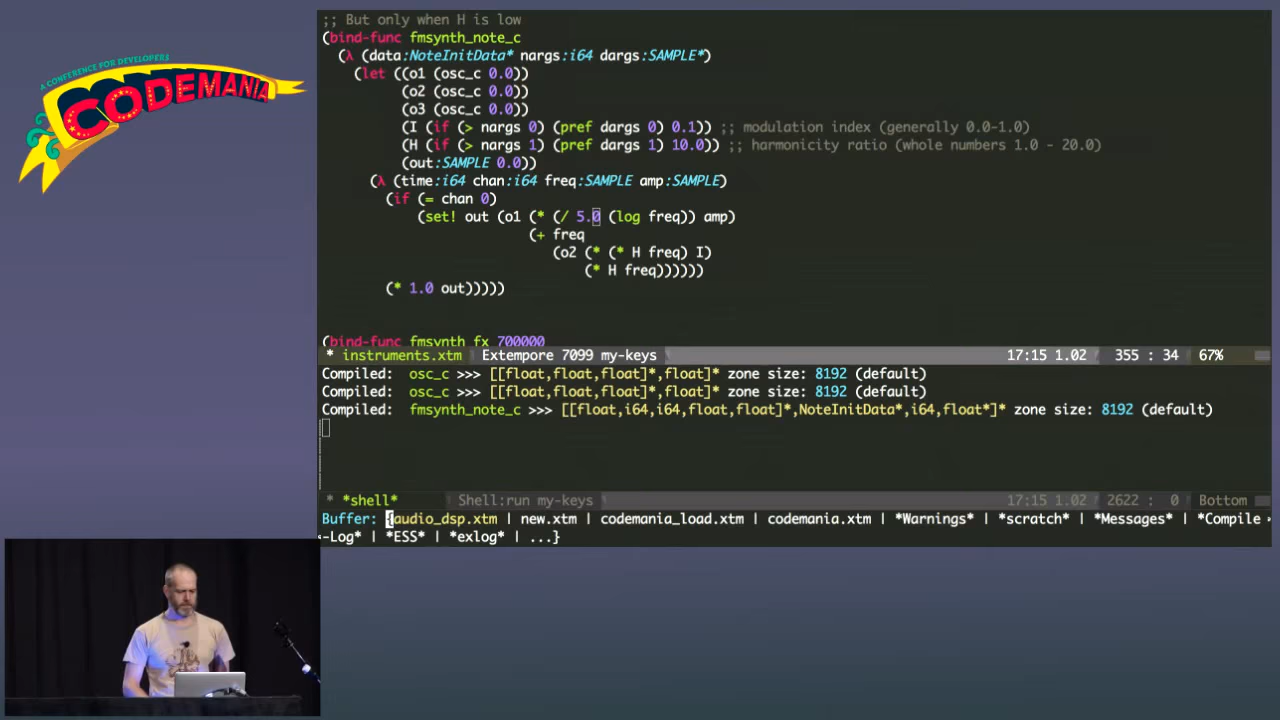 A CONFERENCE FOR DEVELOPERS
CODEMANIA
;; But only when H is low
(bind-func fmsynth_note_c
(λ (data:NoteInitData* nargs:i64 dargs:SAMPLE*)
(let ((o1 (osc_c 0.0))
(o2 (osc_c 0.0))
(o3 (osc_c 0.0))
(I (if (> nargs 0) (pref dargs 0) 0.1)) ;; modulation index (generally 0.0-1.0)
(H (if (> nargs 1) (pref dargs 1) 10.0)) ;; harmonicity ratio (whole numbers 1.0 - 20.0)
(out:SAMPLE 0.0))
(λ (time:i64 chan:i64 freq:SAMPLE amp:SAMPLE)
(if (= chan 0)
(set! out (o1 (* (/ 5.0 (log freq)) amp)
(+ freq
(o2 (* (* H freq) I)
(* H freq))))))
(* 1.0 out)))))
(bind-func fmsynth_fx 700000
* instruments.xtm Extempore 7099 my-keys 17:15 1.02 355 : 34 67%
Compiled: osc_c >>> [[float,float,float]*,float]* zone size: 8192 (default)
Compiled: osc_c >>> [[float,float,float]*,float]* zone size: 8192 (default)
Compiled: fmsynth_note_c >>> [[float,i64,i64,float,float]*,NoteInitData*,i64,float*]* zone size: 8192 (default)
* *shell* Shell:run my-keys 17:15 1.02 2622 : 0 Bottom
Buffer: {audio_dsp.xtm | new.xtm | codemania_load.xtm | codemania.xtm | *Warnings* | *scratch* | *Messages* | *Compile
-Log* | *ESS* | *exlog* | ...}